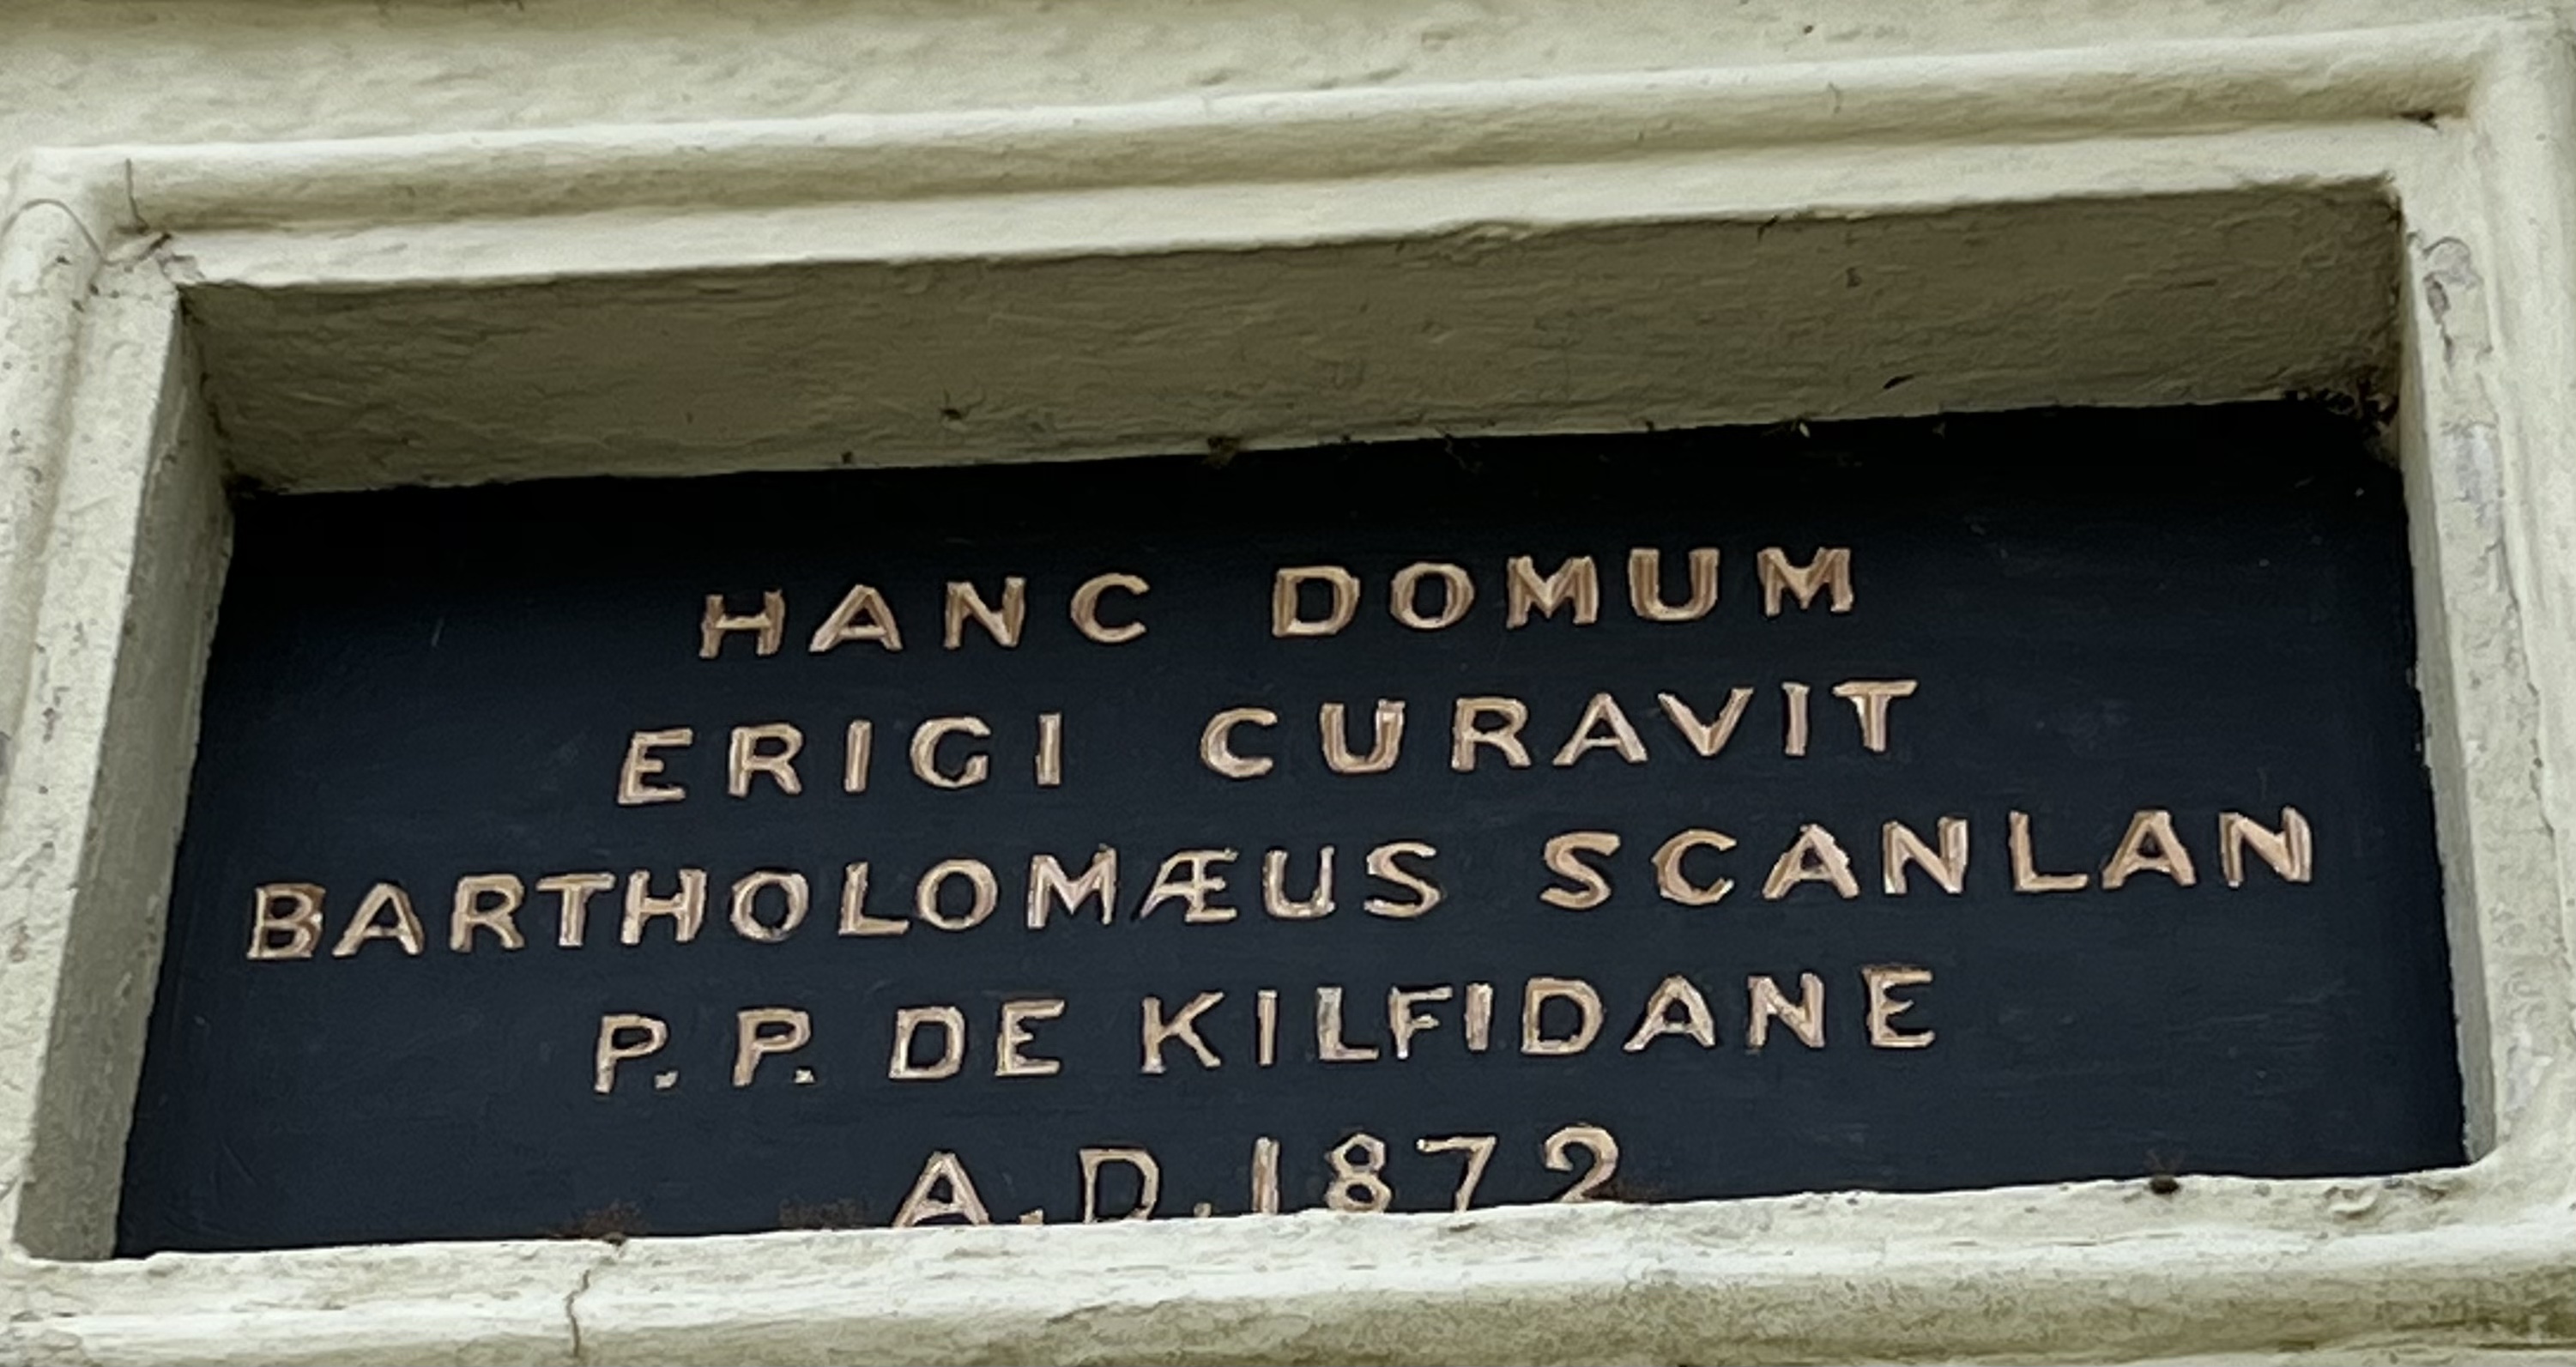 HANC DOMUM
ERIGI CURAVIT
BARTHOLOMÆUS SCANLAN
P. P. DE KILFIDANE
A.D.1872